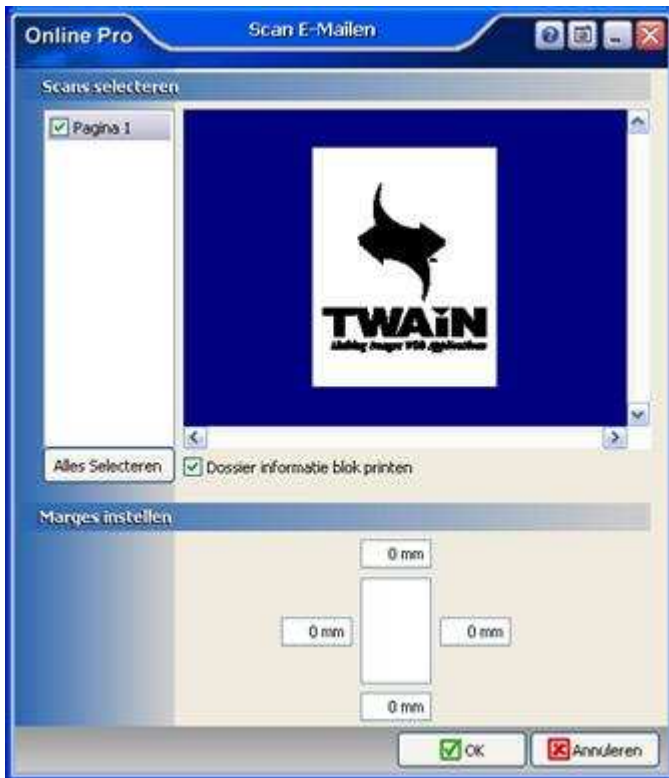 Online Pro
Scan E-Mailen
Scans selecteren
Pagina 1
TWAIN
Alles Selecteren
Dossier informatie blok printen
Marges instellen
0 mm
0 mm
0 mm
0 mm
OK
Annuleren